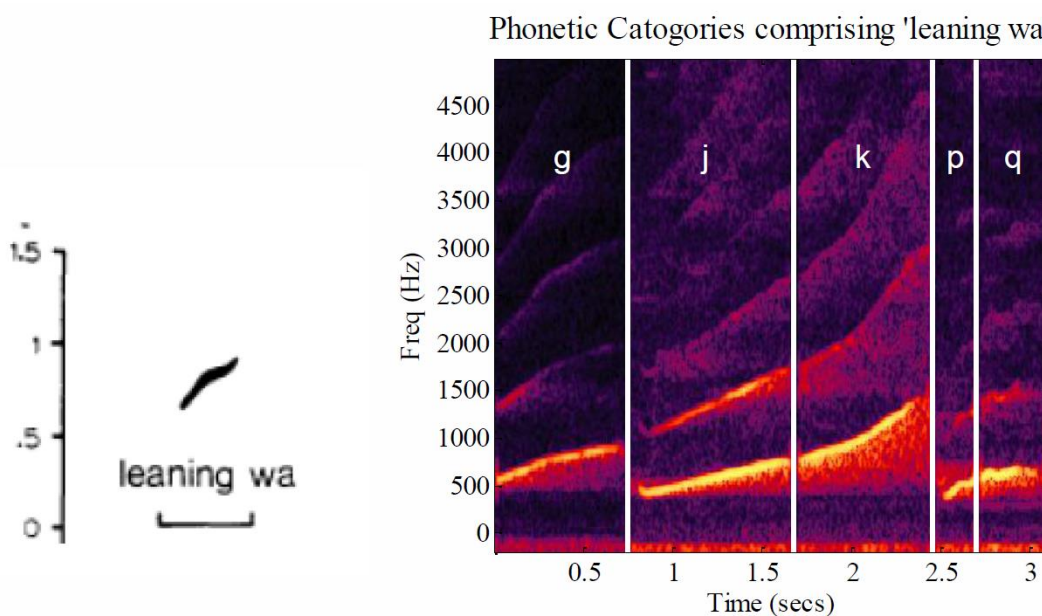 Phonetic Catogories comprising 'leaning wa
1.5
1
.5
0
leaning wa
Freq (Hz)
4500
4000
3500
3000
2500
2000
1500
1000
500
0
g
j
k
p
q
0.5
1
1.5
2
2.5
3
Time (secs)